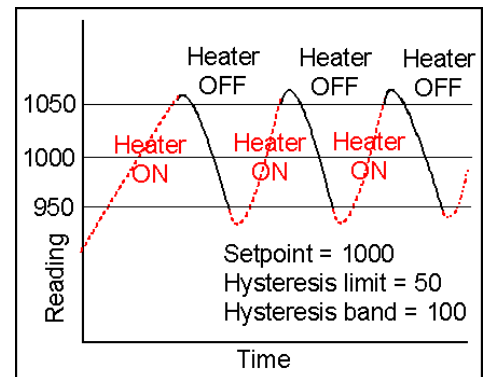 Heater
OFF
Heater
OFF
Heater
OFF
1050
Heater
ON
Heater
ON
Heater
ON
1000
950
Setpoint = 1000
Hysteresis limit = 50
Hysteresis band = 100
Reading
Time